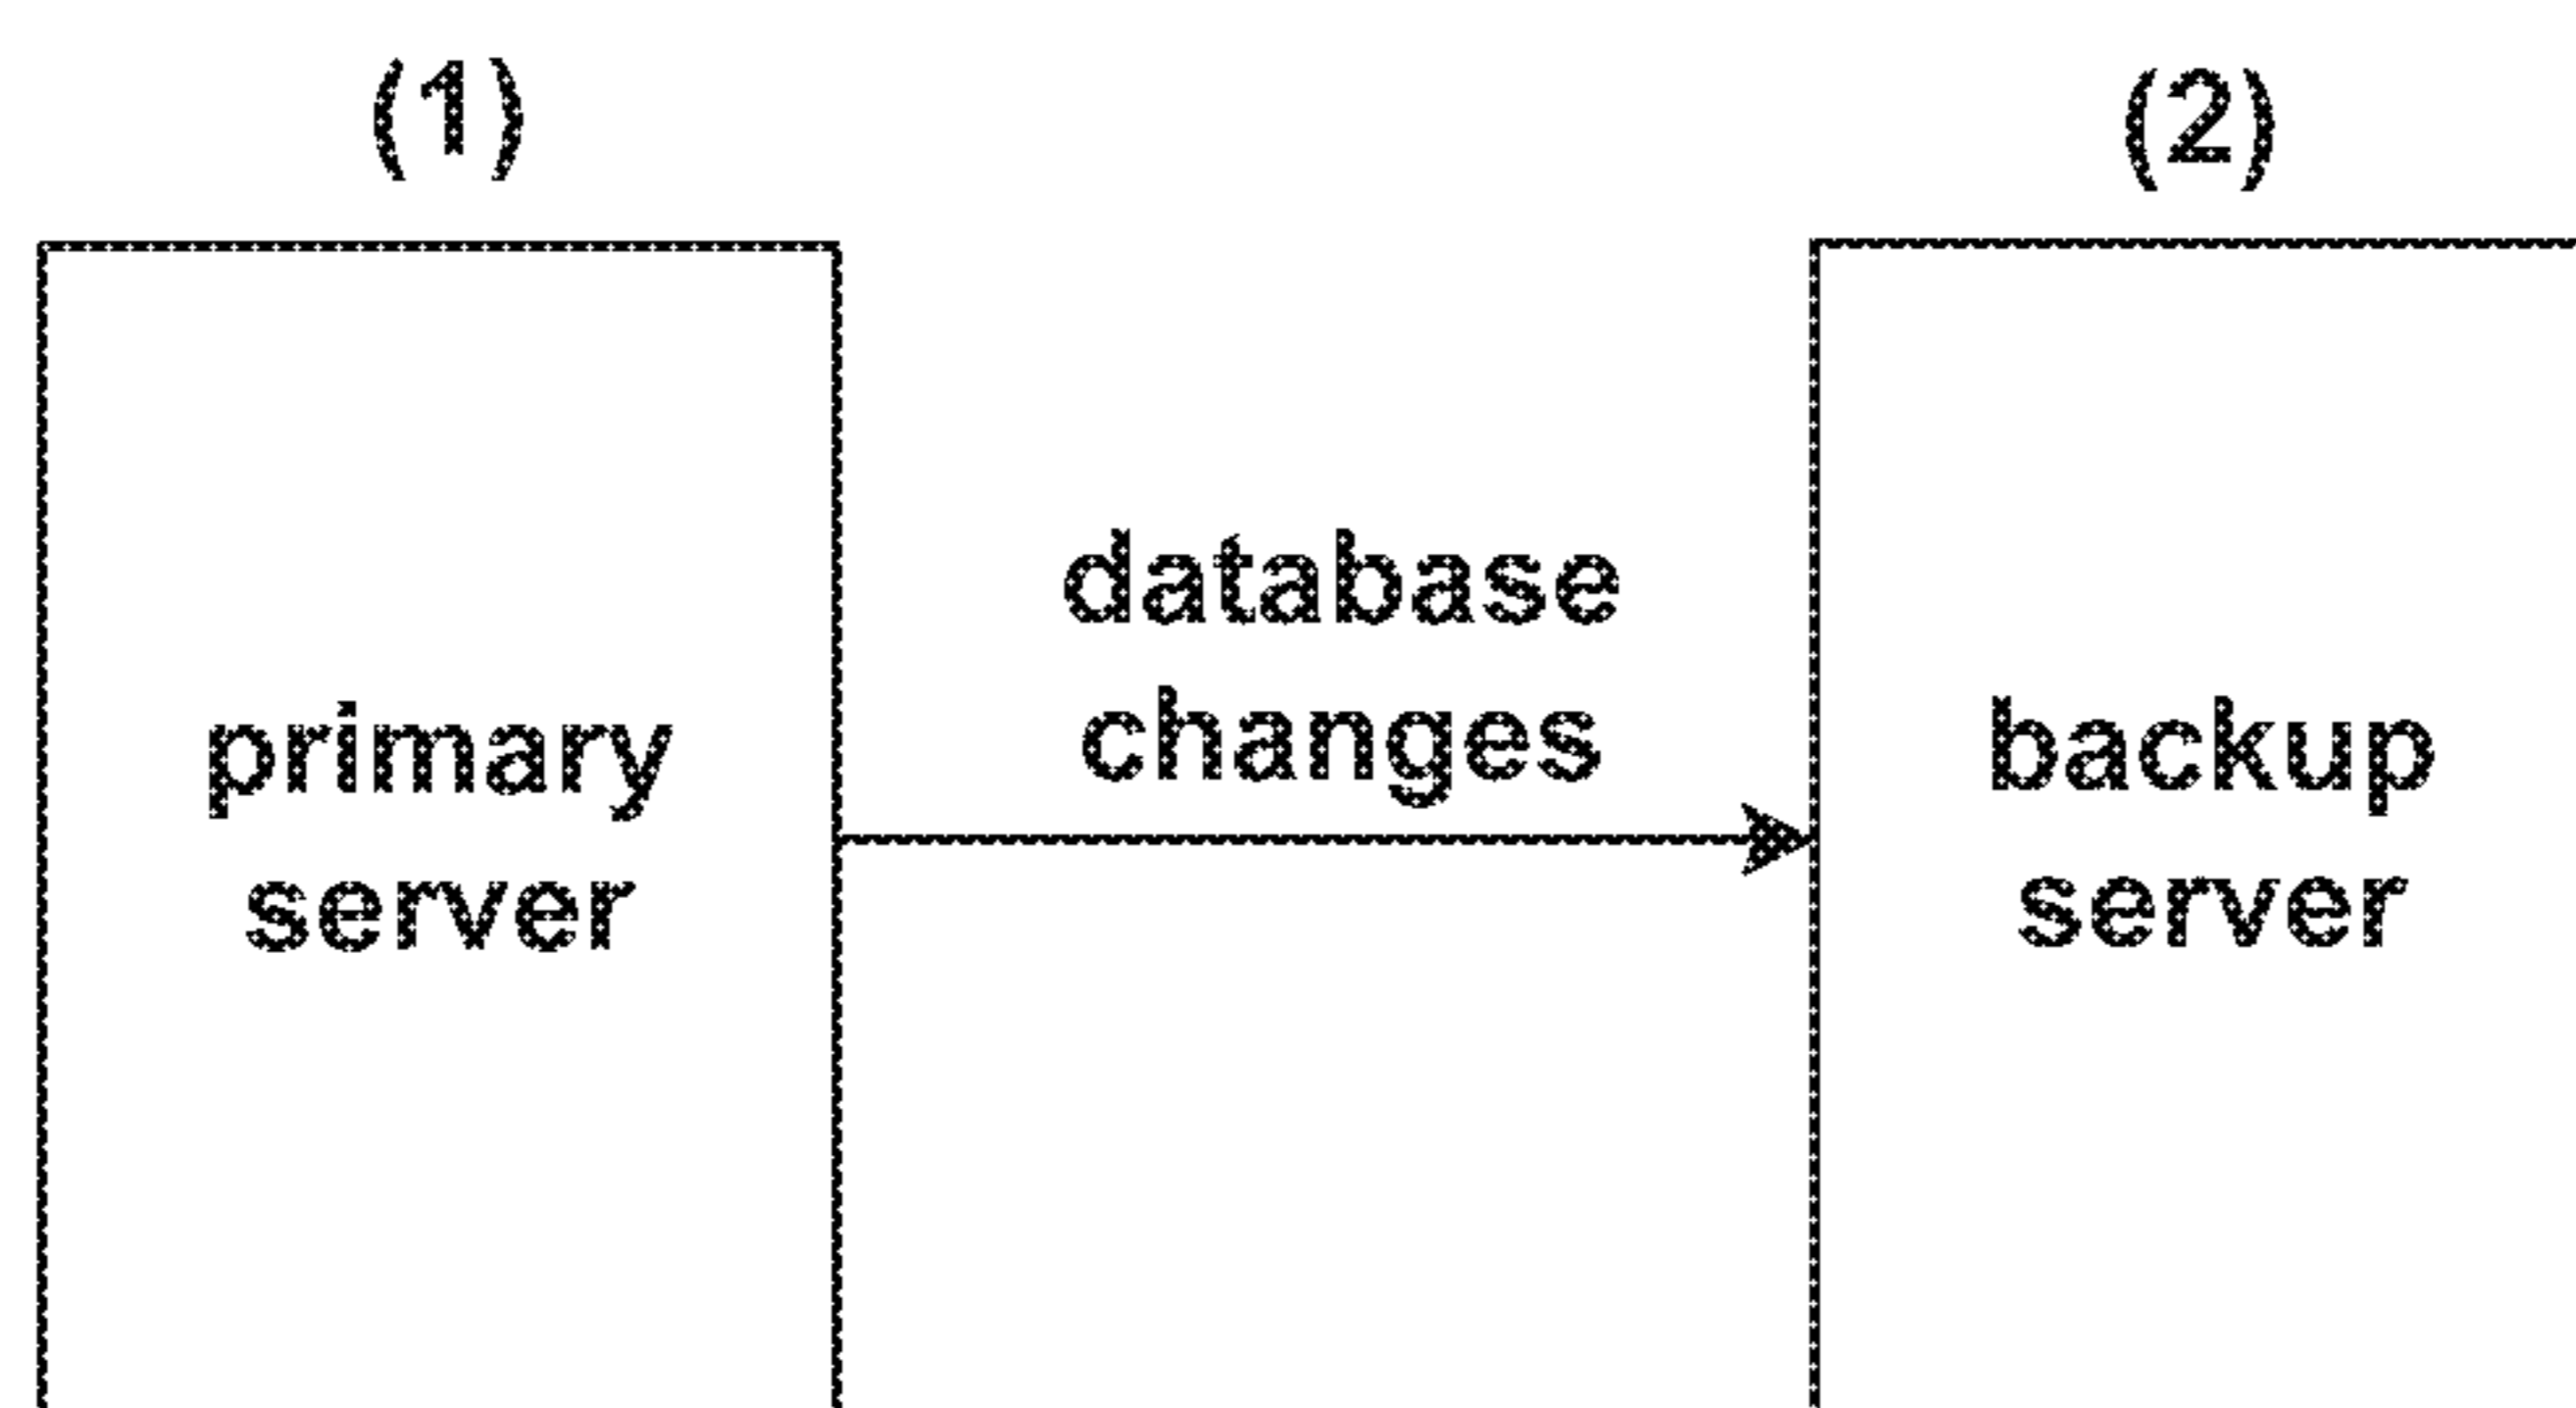 (1)
(2)
database
changes
primary
server
backup
server